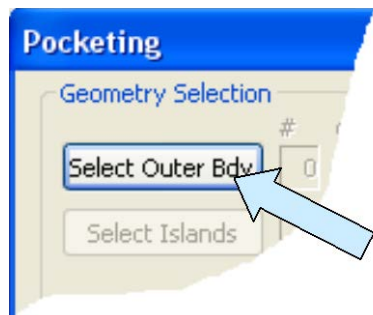 Pocketing
Geometry Selection
#
Select Outer Bdy 0
Select Islands